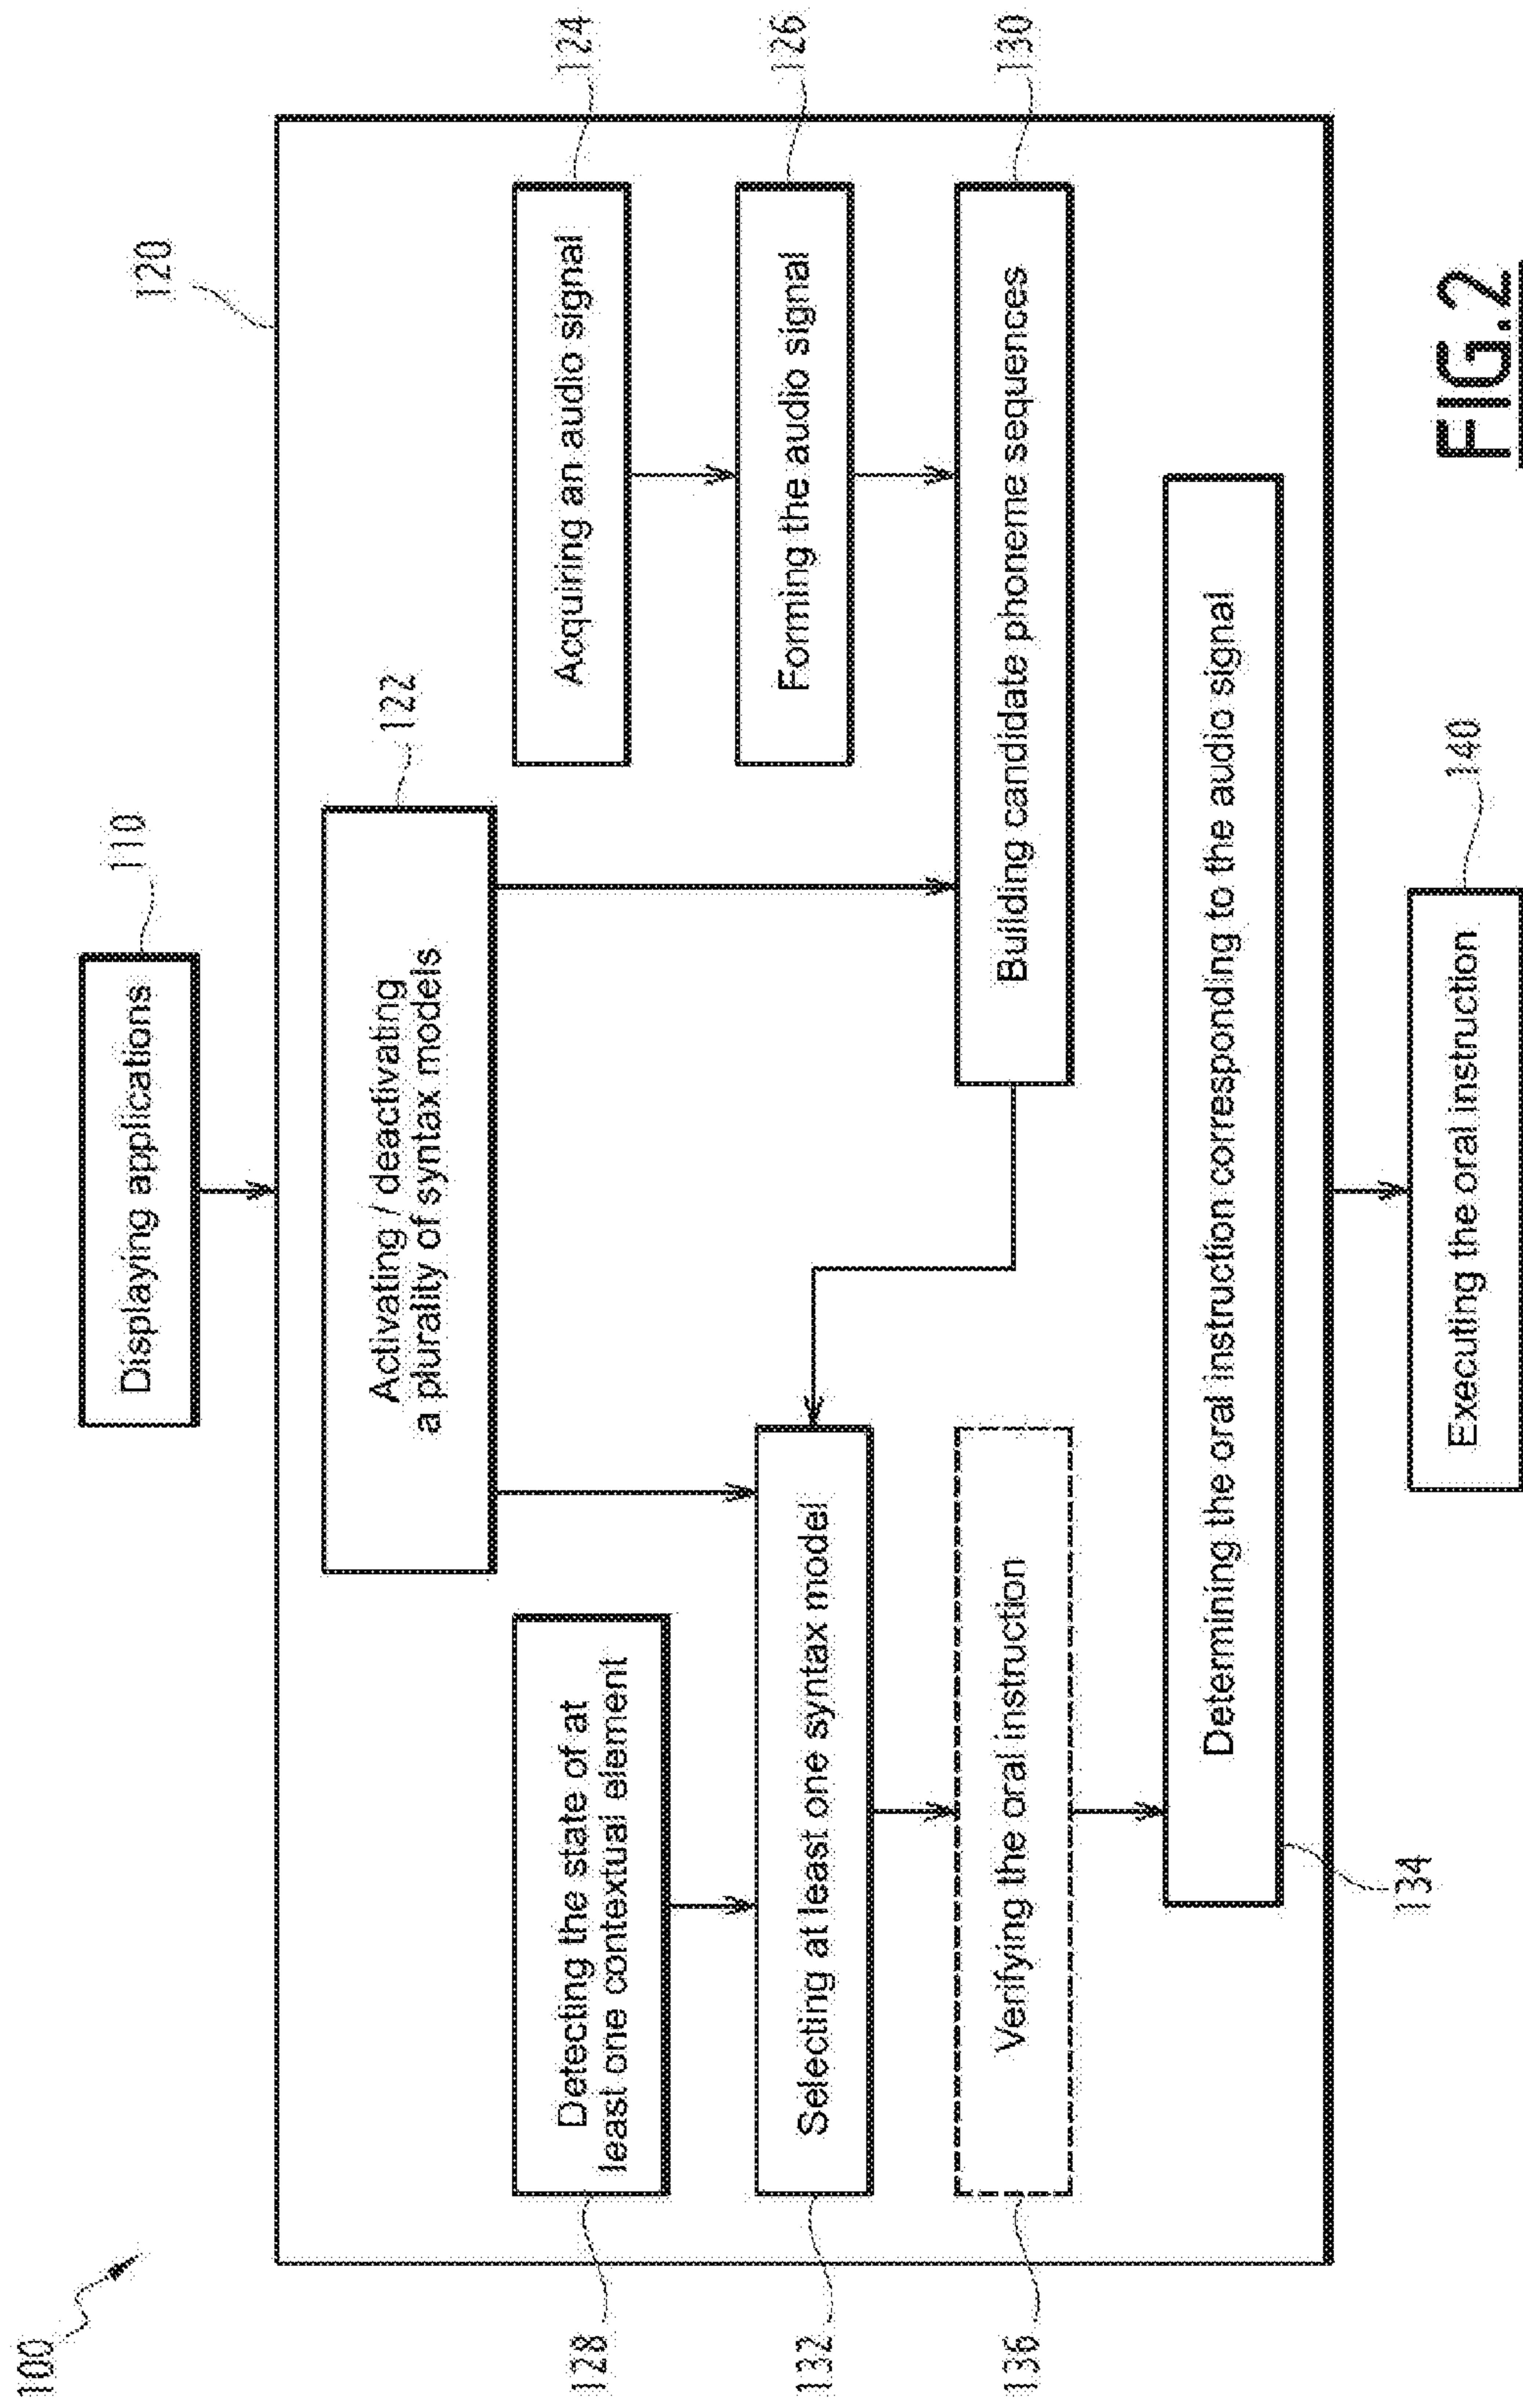 100
110
Displaying applications
120
122
Activating / deactivating
a plurality of syntax models
128
Detecting the state of at
least one contextual element
124
Acquiring an audio signal
126
Forming the audio signal
132
Selecting at least one syntax model
130
Building candidate phoneme sequences
136
Verifying the oral instruction
134
Determining the oral instruction corresponding to the audio signal
140
Executing the oral instruction
FIG.2